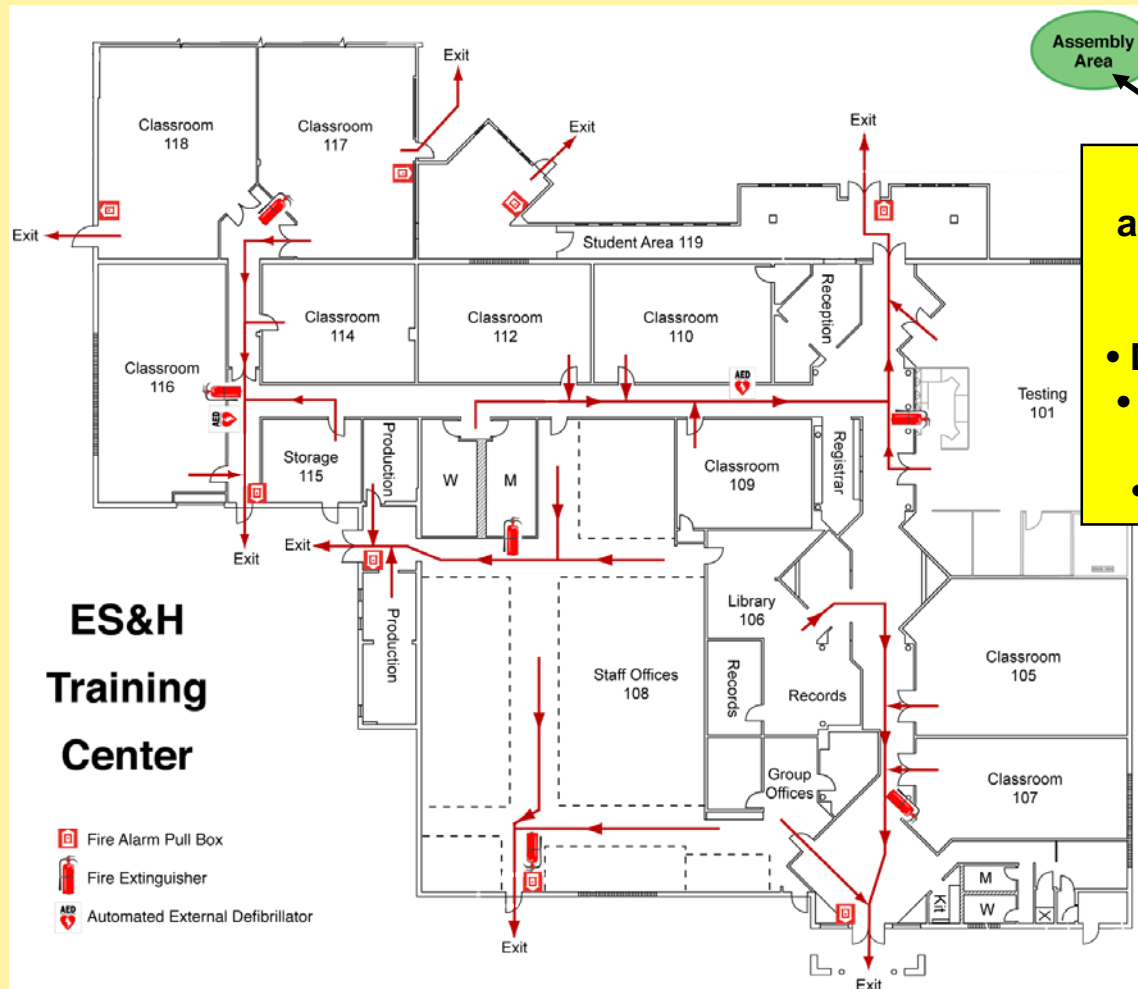 Assembly
Area
Exit
Exit
Exit
Classroom
118
Classroom
117
Exit
Student Area 119
a
Classroom
114
Classroom
112
Classroom
110
Reception
Classroom
116
AED
AED
Testing
101
•
•
•
Storage
115
Production
W
M
Classroom
109
Registrar
Exit
Exit
Production
Library
106
Staff Offices
108
Records
Records
Classroom
105
Group
Offices
Classroom
107
ES&H
Training
Center
Fire Alarm Pull Box
Fire Extinguisher
AED
Automated External Defibrillator
Kit
M
W
X
Exit
Exit